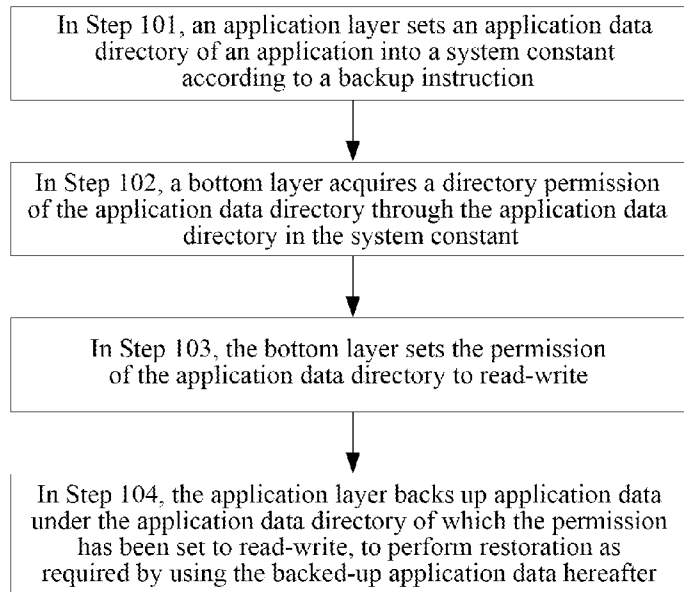 In Step 101, an application layer sets an application data
directory of an application into a system constant
according to a backup instruction
In Step 102, a bottom layer acquires a directory permission
of the application data directory through the application data
directory in the system constant
In Step 103, the bottom layer sets the permission
of the application data directory to read-write
In Step 104, the application layer backs up application data
under the application data directory of which the permission
has been set to read-write, to perform restoration as
required by using the backed-up application data hereafter